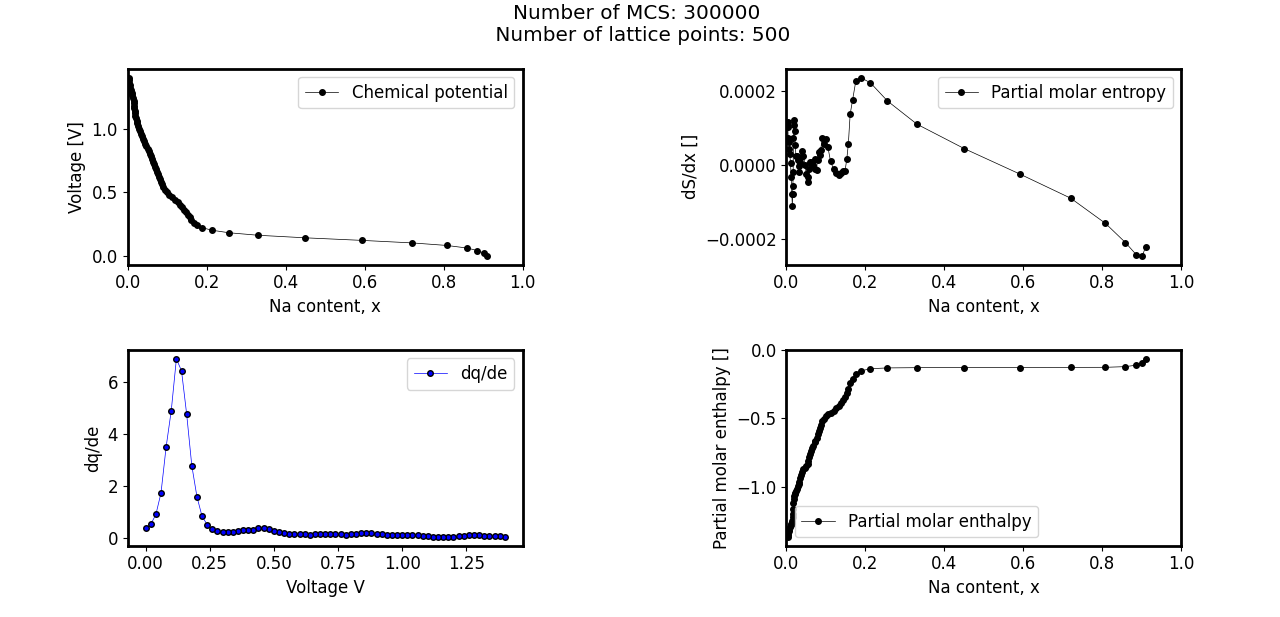 Number of MCS: 300000
Number of lattice points: 500
Chemical potential
Voltage [V]
1.0
0.5
0.0
0.0 0.2 0.4 0.6 0.8 1.0
Na content, x
Partial molar entropy
dS/dx []
0.0002
0.0000
−0.0002
0.0 0.2 0.4 0.6 0.8 1.0
Na content, x
dq/de
dq/de
6
4
2
0
0.00 0.25 0.50 0.75 1.00 1.25
Voltage V
Partial molar enthalpy
Partial molar enthalpy []
0.0
−0.5
−1.0
0.0 0.2 0.4 0.6 0.8 1.0
Na content, x